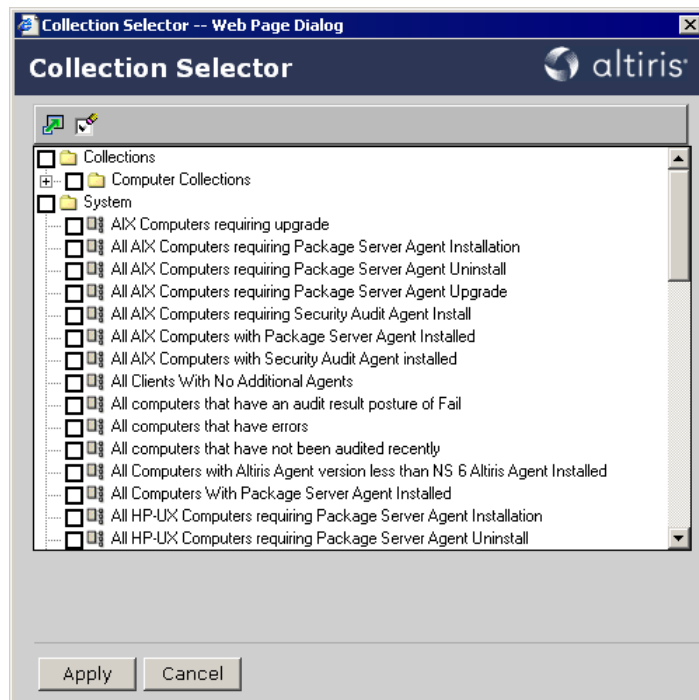 Collection Selector -- Web Page Dialog
Collection Selector
altiris
Collections
Computer Collections
System
AIX Computers requiring upgrade
All AIX Computers requiring Package Server Agent Installation
All AIX Computers requiring Package Server Agent Uninstall
All AIX Computers requiring Package Server Agent Upgrade
All AIX Computers requiring Security Audit Agent Install
All AIX Computers with Package Server Agent Installed
All AIX Computers with Security Audit Agent installed
All Clients With No Additional Agents
All computers that have an audit result posture of Fail
All computers that have errors
All computers that have not been audited recently
All Computers with Altiris Agent version less than NS 6 Altiris Agent Installed
All Computers With Package Server Agent Installed
All HP-UX Computers requiring Package Server Agent Installation
All HP-UX Computers requiring Package Server Agent Uninstall
Apply Cancel